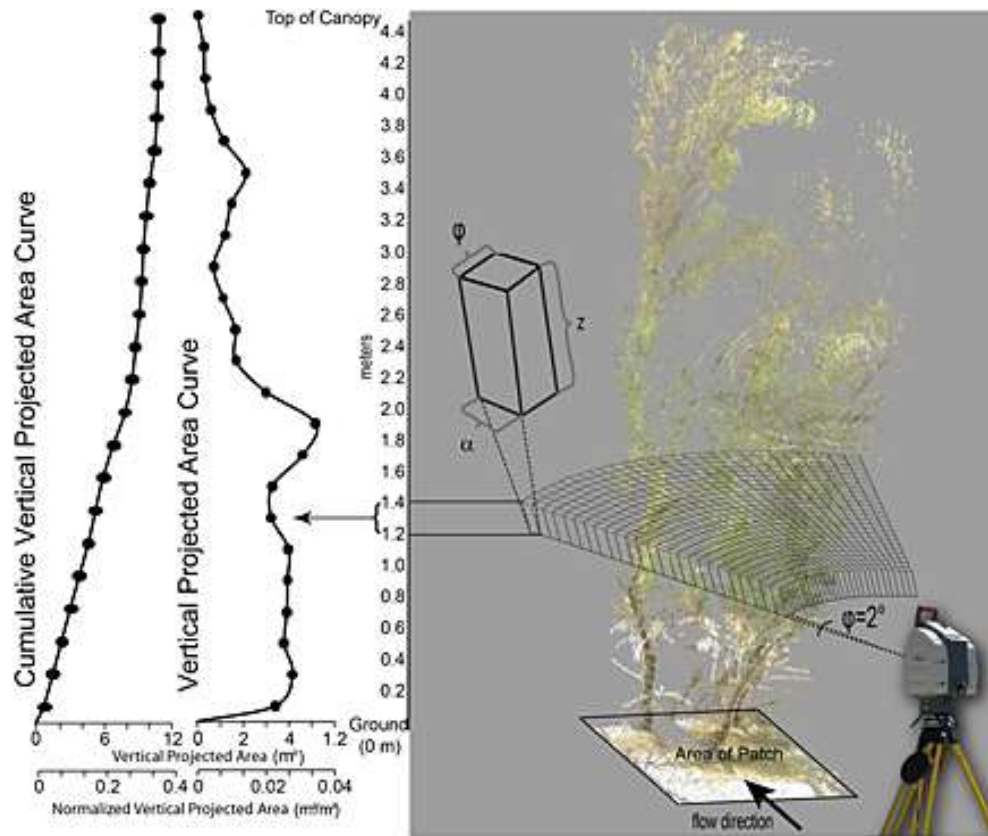 Top of Canopy
4.4
4.2
4.0
3.8
3.6
3.4
3.2
3.0
2.8
2.6
2.4
2.2
2.0
1.8
1.6
1.4
1.2
1.0
0.8
0.6
0.4
0.2
Ground
(0 m)
meters
Cumulative Vertical Projected Area Curve
Vertical Projected Area Curve
φ
z
α
φ=2°
Area of Patch
flow direction
0 6 12 0 2 4 1.2
Vertical Projected Area (m²)
0 0.2 0.4 0 0.02 0.04
Normalized Vertical Projected Area (m²/m²)